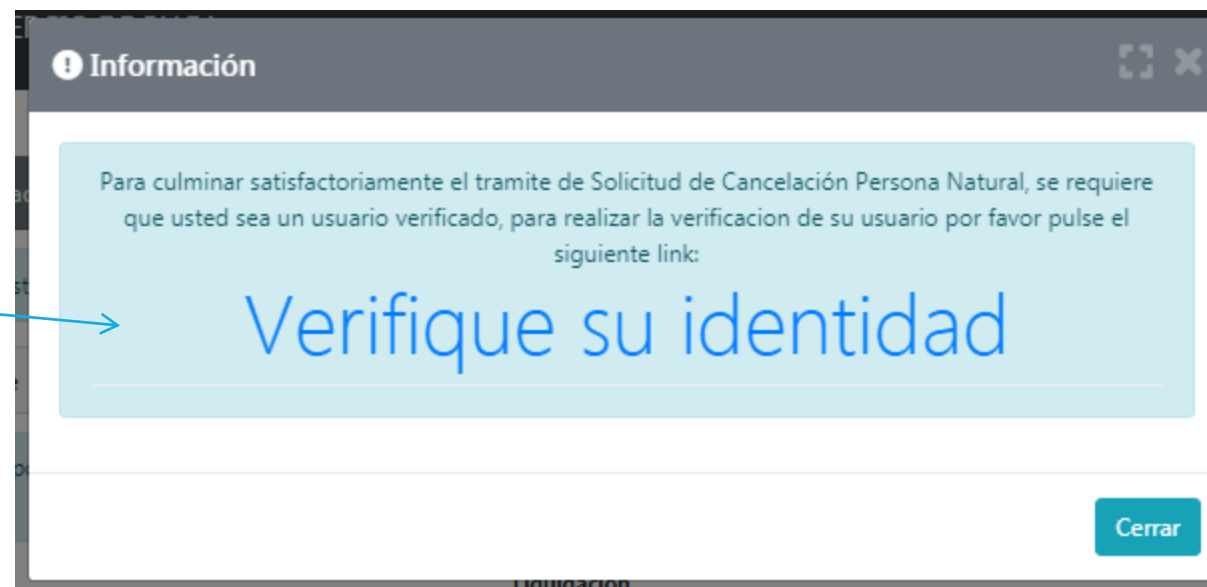 Información
Para culminar satisfactoriamente el tramite de Solicitud de Cancelación Persona Natural, se requiere
que usted sea un usuario verificado, para realizar la verificacion de su usuario por favor pulse el
siguiente link:
Verifique su identidad
Cerrar
Liquidación